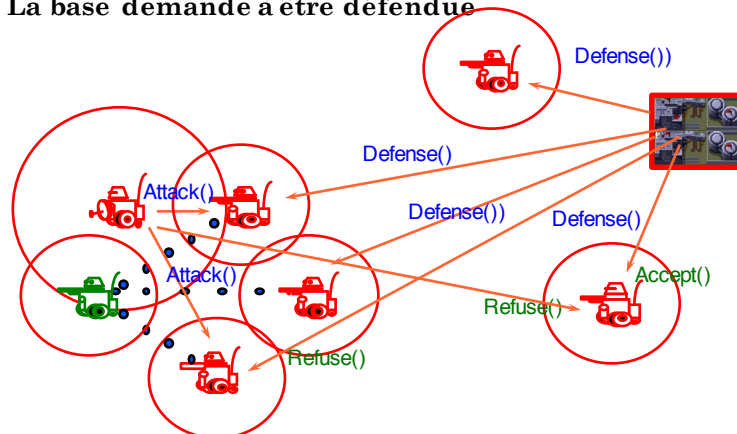 La base demande a etre defendue
Defense())
Defense()
Attack()
Defense())
Defense()
Attack()
Accept()
Refuse()
Refuse()